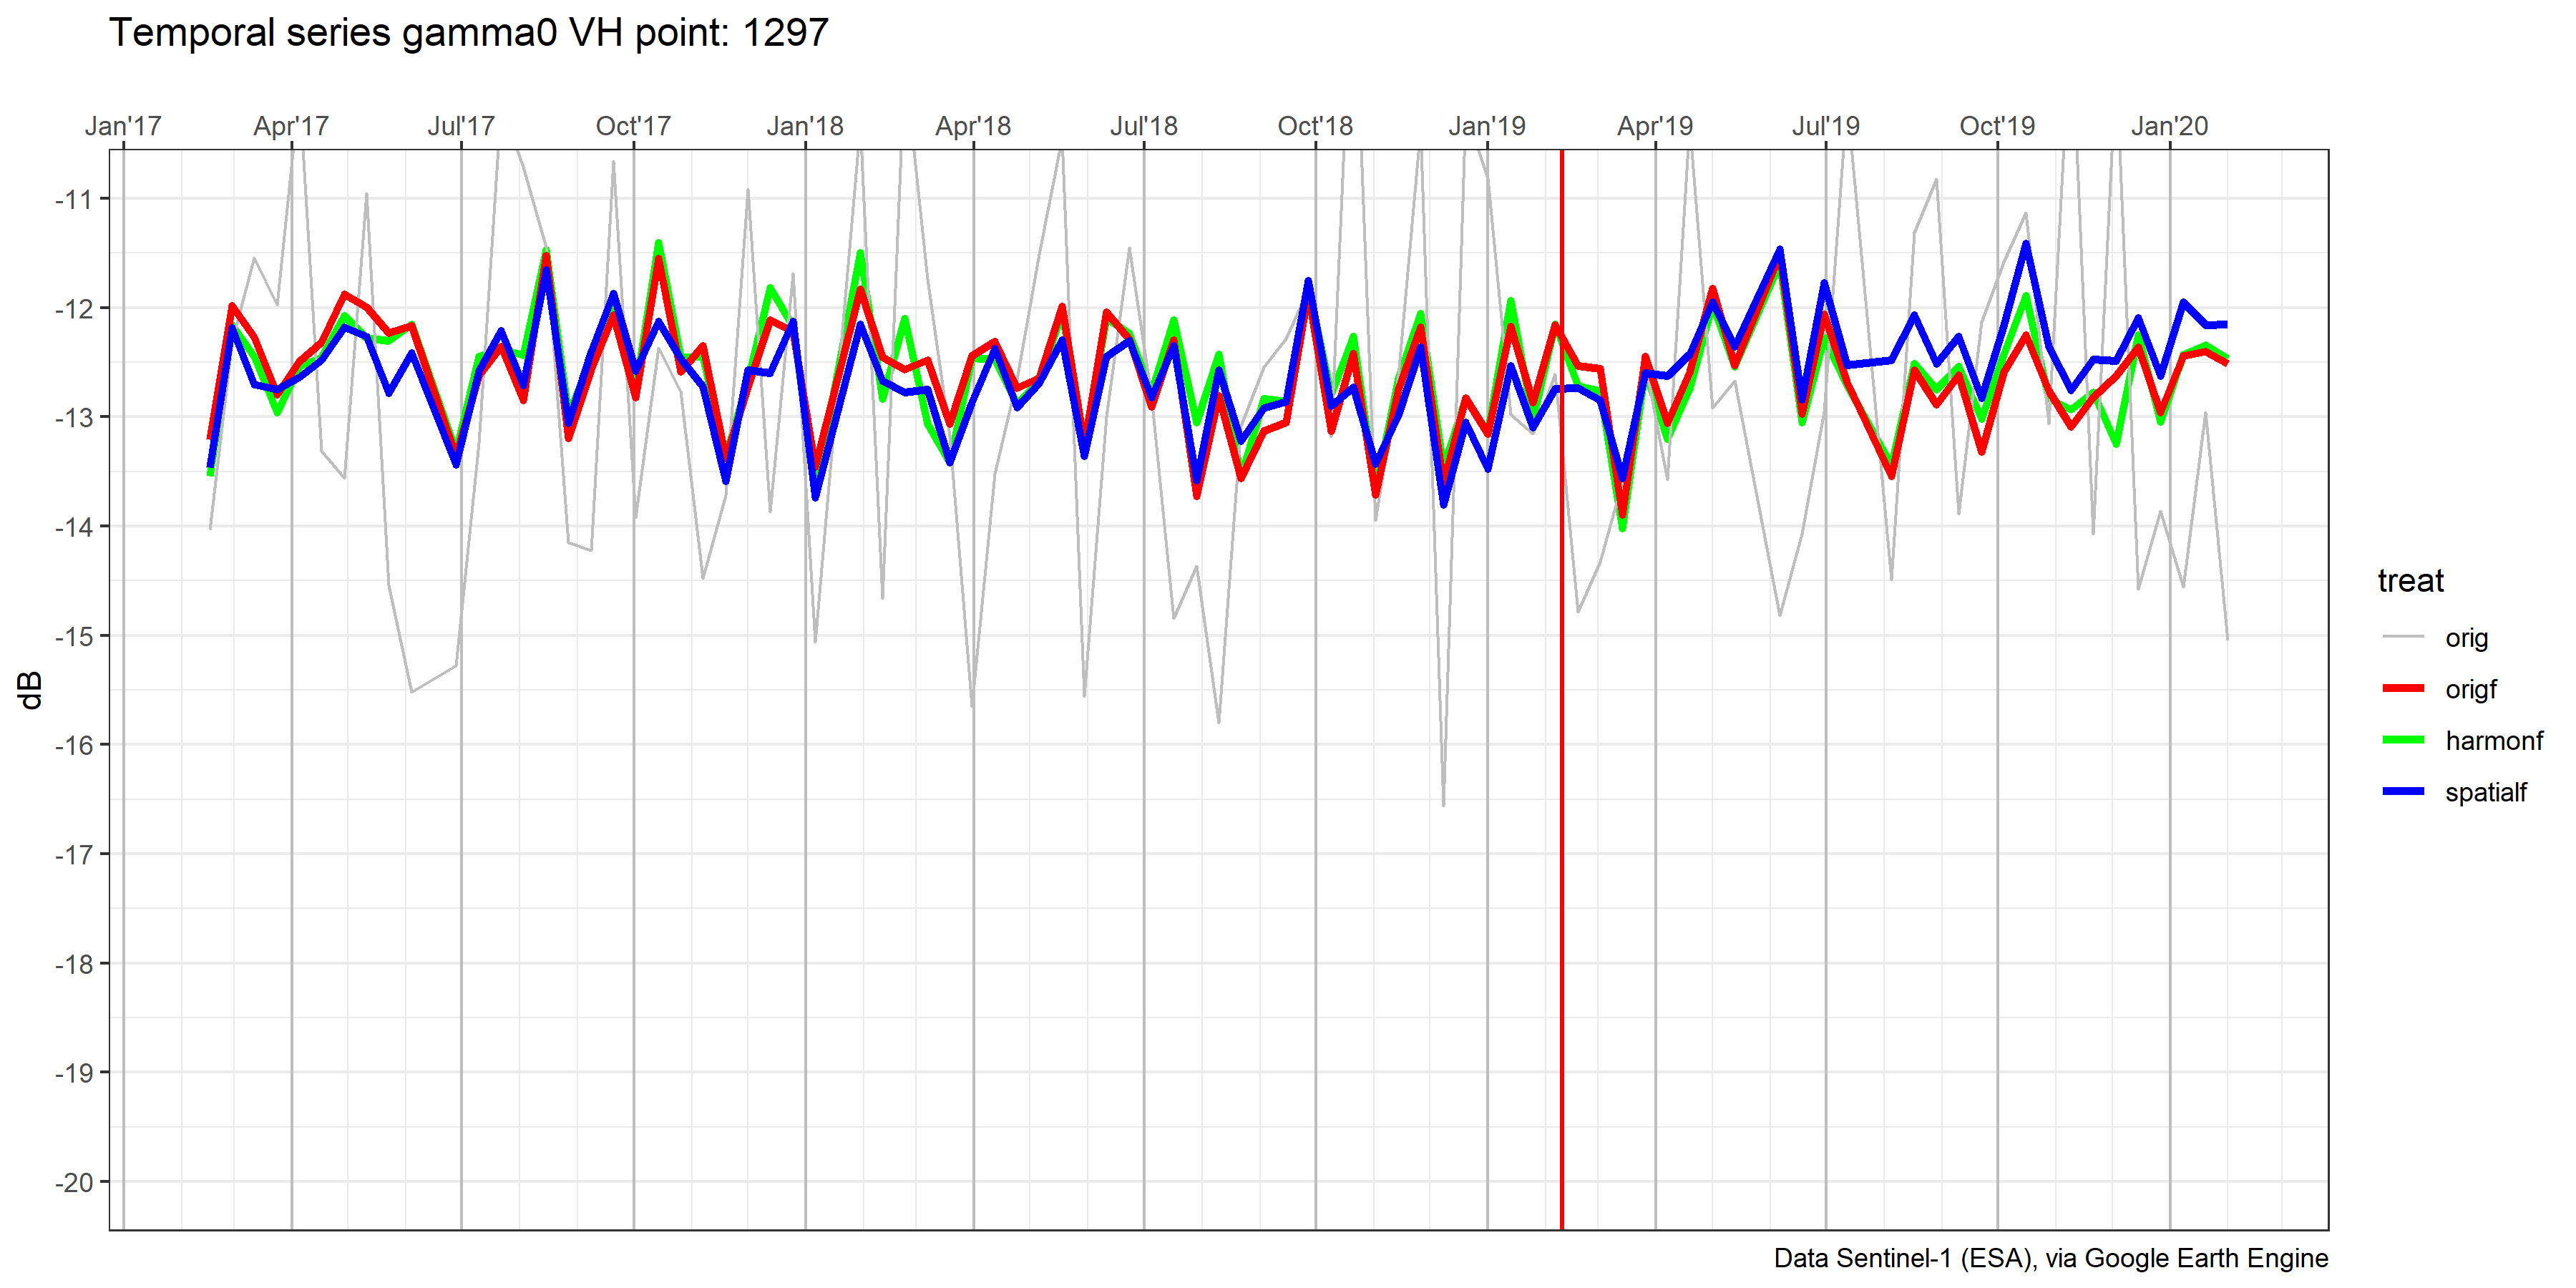 Temporal series gamma0 VH point: 1297
Jan'17 Apr'17 Jul'17 Oct'17 Jan'18 Apr'18 Jul'18 Oct'18 Jan'19 Apr'19 Jul'19 Oct'19 Jan'20
-11
-12
-13
-14
-15
-16
-17
-18
-19
-20
dB
treat
orig
origf
harmonf
spatialf
Data Sentinel-1 (ESA), via Google Earth Engine